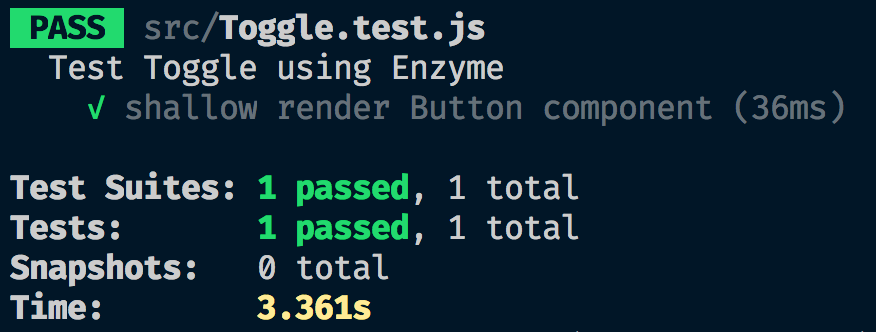 PASS src/Toggle.test.js
Test Toggle using Enzyme
√ shallow render Button component (36ms)
Test Suites: 1 passed, 1 total
Tests: 1 passed, 1 total
Snapshots: 0 total
Time: 3.361s